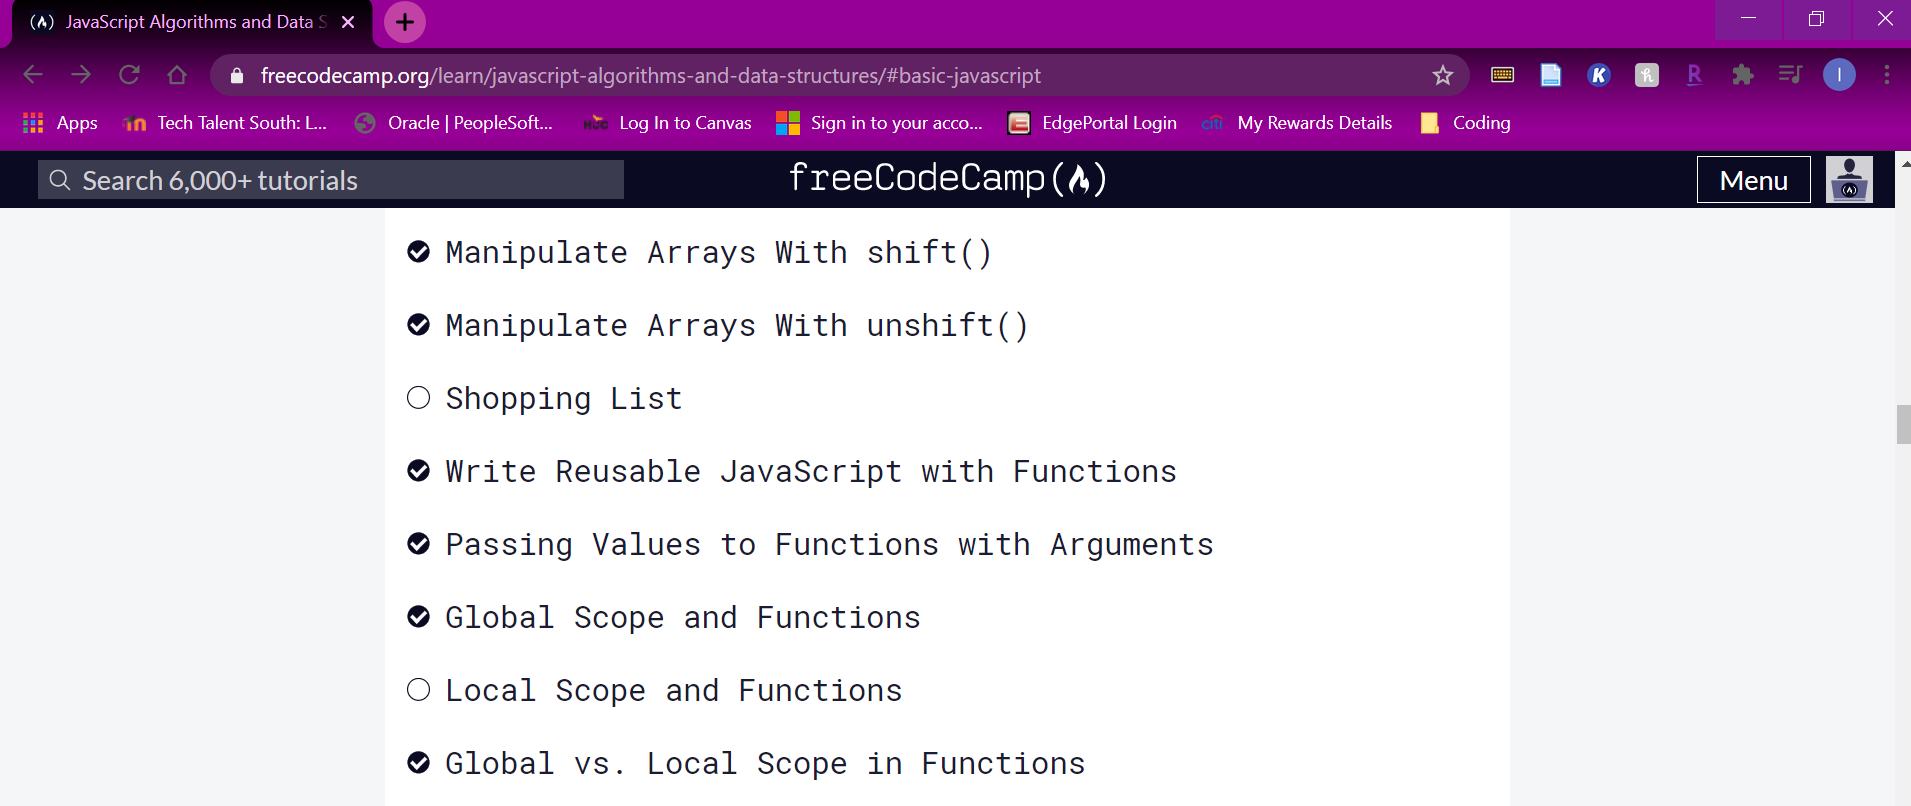 JavaScript Algorithms and Data S
freecodecamp.org/learn/javascript-algorithms-and-data-structures/#basic-javascript
Apps Tech Talent South: L... Oracle | PeopleSoft... HJC Log In to Canvas Sign in to your acco... EdgePortal Login citi My Rewards Details Coding
Search 6,000+ tutorials freeCodeCamp Menu
Manipulate Arrays With shift()
Manipulate Arrays With unshift()
Shopping List
Write Reusable JavaScript with Functions
Passing Values to Functions with Arguments
Global Scope and Functions
Local Scope and Functions
Global vs. Local Scope in Functions